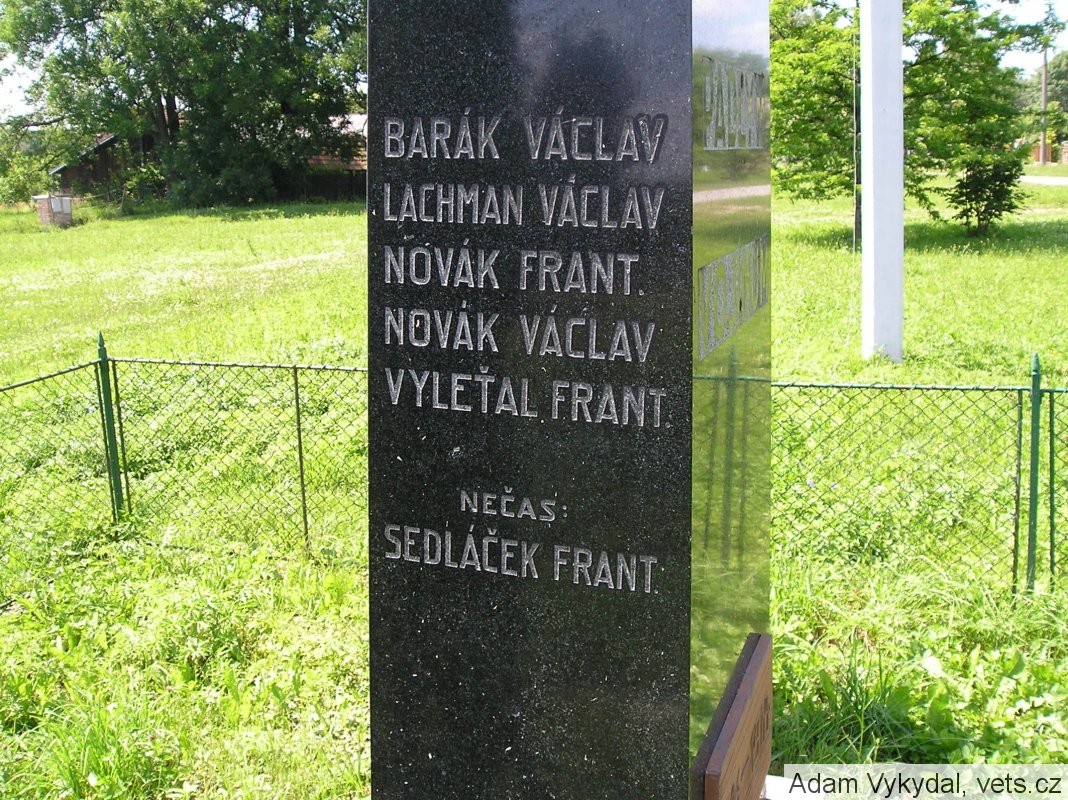 BARÁK VÁCLAV
LACHMAN VÁCLAV
NOVÁK FRANT.
NOVÁK VÁCLAV
VYLEŤAL FRANT.
NEČAS:
SEDLÁČEK FRANT.
Adam Vykydal, vets.cz